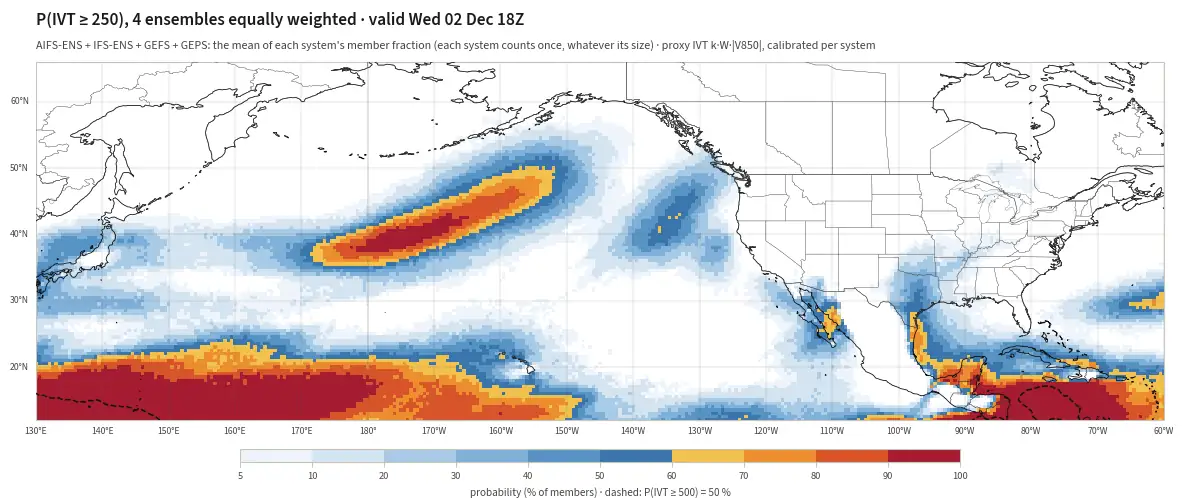 P(IVT ≥ 250), 4 ensembles equally weighted · valid Wed 02 Dec 18Z
AIFS-ENS + IFS-ENS + GEFS + GEPS: the mean of each system's member fraction (each system counts once, whatever its size) · proxy IVT k·W·|V850|, calibrated per system
60°N
50°N
40°N
30°N
20°N
130°E 140°E 150°E 160°E 170°E 180° 170°W 160°W 150°W 140°W 130°W 120°W 110°W 100°W 90°W 80°W 70°W 60°W
5 10 20 30 40 50 60 70 80 90 100
probability (% of members) · dashed: P(IVT ≥ 500) = 50 %